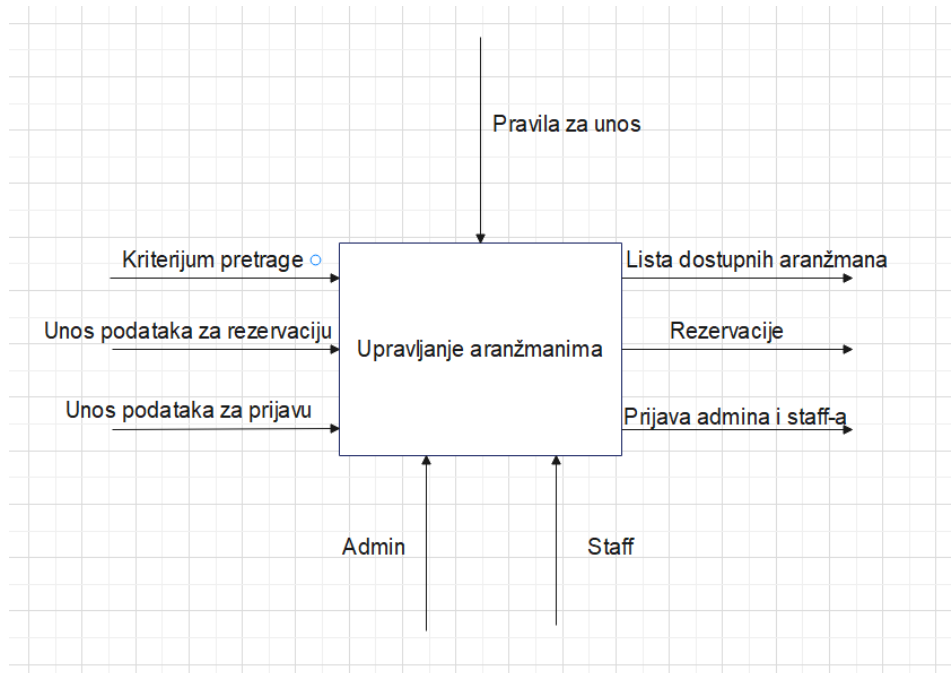 Pravila za unos
Kriterijum pretrage
Lista dostupnih aranžmana
Unos podataka za rezervaciju
Rezervacije
Upravljanje aranžmanima
Unos podataka za prijavu
Prijava admina i staff-a
Admin
Staff